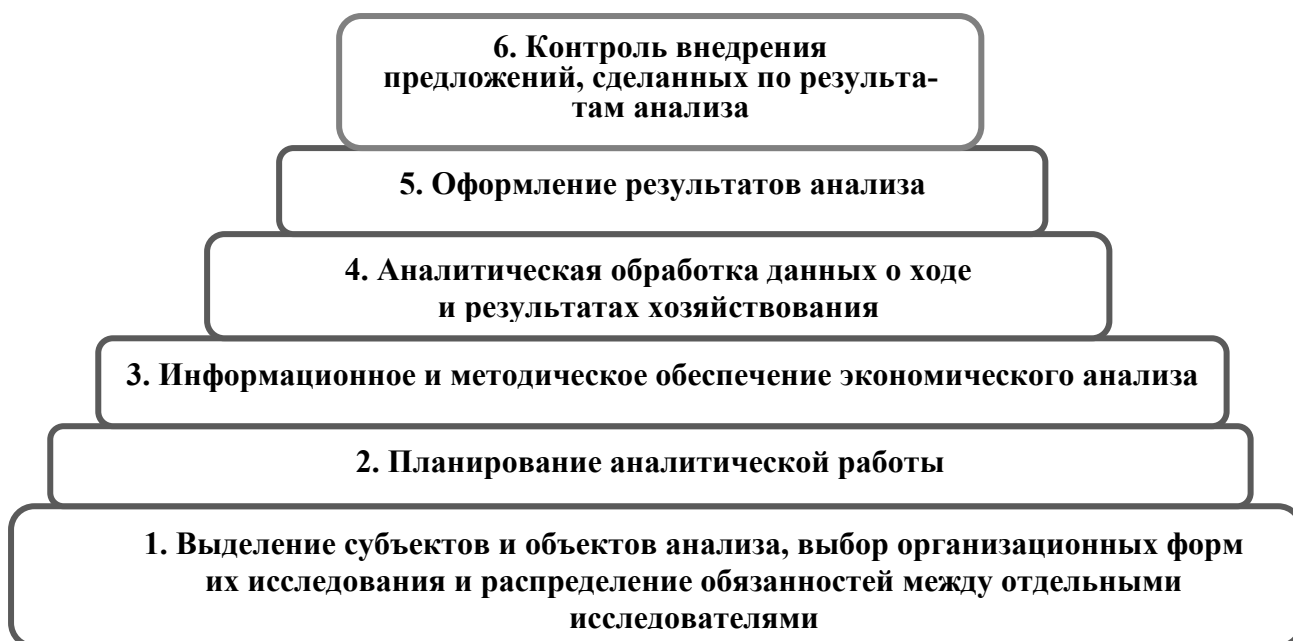 6. Контроль внедрения
предложений, сделанных по результа-
там анализа
5. Оформление результатов анализа
4. Аналитическая обработка данных о ходе
и результатах хозяйствования
3. Информационное и методическое обеспечение экономического анализа
2. Планирование аналитической работы
1. Выделение субъектов и объектов анализа, выбор организационных форм
их исследования и распределение обязанностей между отдельными
исследователями